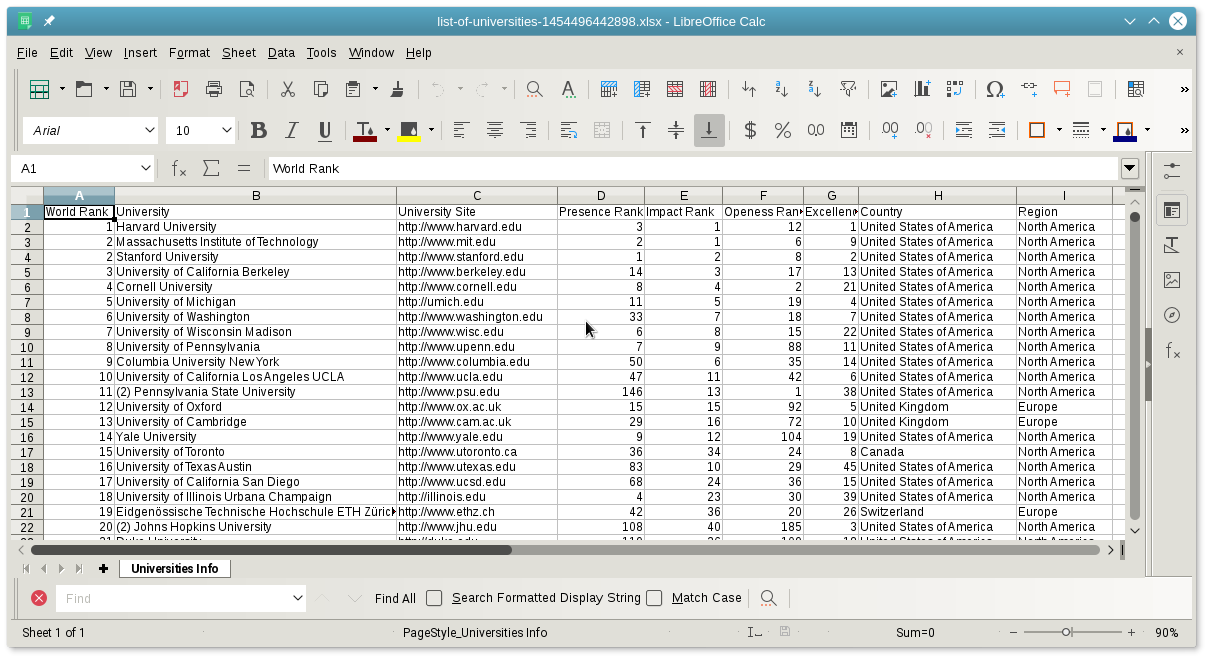 list-of-universities-1454496442898.xlsx - LibreOffice Calc
File Edit View Insert Format Sheet Data Tools Window Help
Arial 10
A1 World Rank
A B C D E F G H I
1 World Rank University University Site Presence Rank Impact Rank Openess Ran Excellen Country Region
2 1 Harvard University http://www.harvard.edu 3 1 12 1 United States of America North America
3 2 Massachusetts Institute of Technology http://www.mit.edu 2 1 6 9 United States of America North America
4 2 Stanford University http://www.stanford.edu 1 2 8 2 United States of America North America
5 3 University of California Berkeley http://www.berkeley.edu 14 3 17 13 United States of America North America
6 4 Cornell University http://www.cornell.edu 8 4 2 21 United States of America North America
7 5 University of Michigan http://umich.edu 11 5 19 4 United States of America North America
8 6 University of Washington http://www.washington.edu 33 7 18 7 United States of America North America
9 7 University of Wisconsin Madison http://www.wisc.edu 6 8 15 22 United States of America North America
10 8 University of Pennsylvania http://www.upenn.edu 7 9 88 11 United States of America North America
11 9 Columbia University New York http://www.columbia.edu 50 6 35 14 United States of America North America
12 10 University of California Los Angeles UCLA http://www.ucla.edu 47 11 42 6 United States of America North America
13 11 (2) Pennsylvania State University http://www.psu.edu 146 13 1 38 United States of America North America
14 12 University of Oxford http://www.ox.ac.uk 15 15 92 5 United Kingdom Europe
15 13 University of Cambridge http://www.cam.ac.uk 29 16 72 10 United Kingdom Europe
16 14 Yale University http://www.yale.edu 9 12 104 19 United States of America North America
17 15 University of Toronto http://www.utoronto.ca 36 34 24 8 Canada North America
18 16 University of Texas Austin http://www.utexas.edu 83 10 29 45 United States of America North America
19 17 University of California San Diego http://www.ucsd.edu 68 24 36 15 United States of America North America
20 18 University of Illinois Urbana Champaign http://illinois.edu 4 23 30 39 United States of America North America
21 19 Eidgenössische Technische Hochschule ETH Züric http://www.ethz.ch 42 36 20 26 Switzerland Europe
22 20 (2) Johns Hopkins University http://www.jhu.edu 108 40 185 3 United States of America North America
Universities Info
Find Find All Search Formatted Display String Match Case
Sheet 1 of 1 PageStyle_Universities Info Sum=0 90%